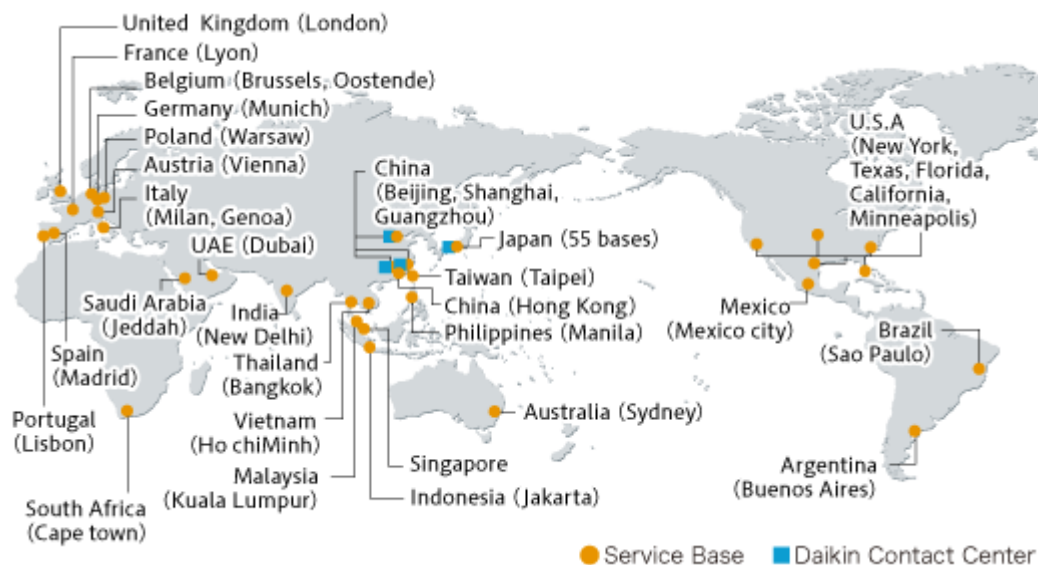 United Kingdom (London)
France (Lyon)
Belgium (Brussels, Oostende)
Germany (Munich)
Poland (Warsaw)
Austria (Vienna)
Italy
(Milan, Genoa)
UAE (Dubai)
Saudi Arabia
(Jeddah)
India
(New Delhi)
Spain
(Madrid)
Portugal
(Lisbon)
South Africa
(Cape town)
Thailand
(Bangkok)
Vietnam
(Ho chiMinh)
Malaysia
(Kuala Lumpur)
China
(Beijing, Shanghai,
Guangzhou)
Japan (55 bases)
Taiwan (Taipei)
China (Hong Kong)
Philippines (Manila)
Australia (Sydney)
Singapore
Indonesia (Jakarta)
U.S.A
(New York,
Texas, Florida,
California,
Minneapolis)
Mexico
(Mexico city)
Brazil
(Sao Paulo)
Argentina
(Buenos Aires)
Service Base
Daikin Contact Center